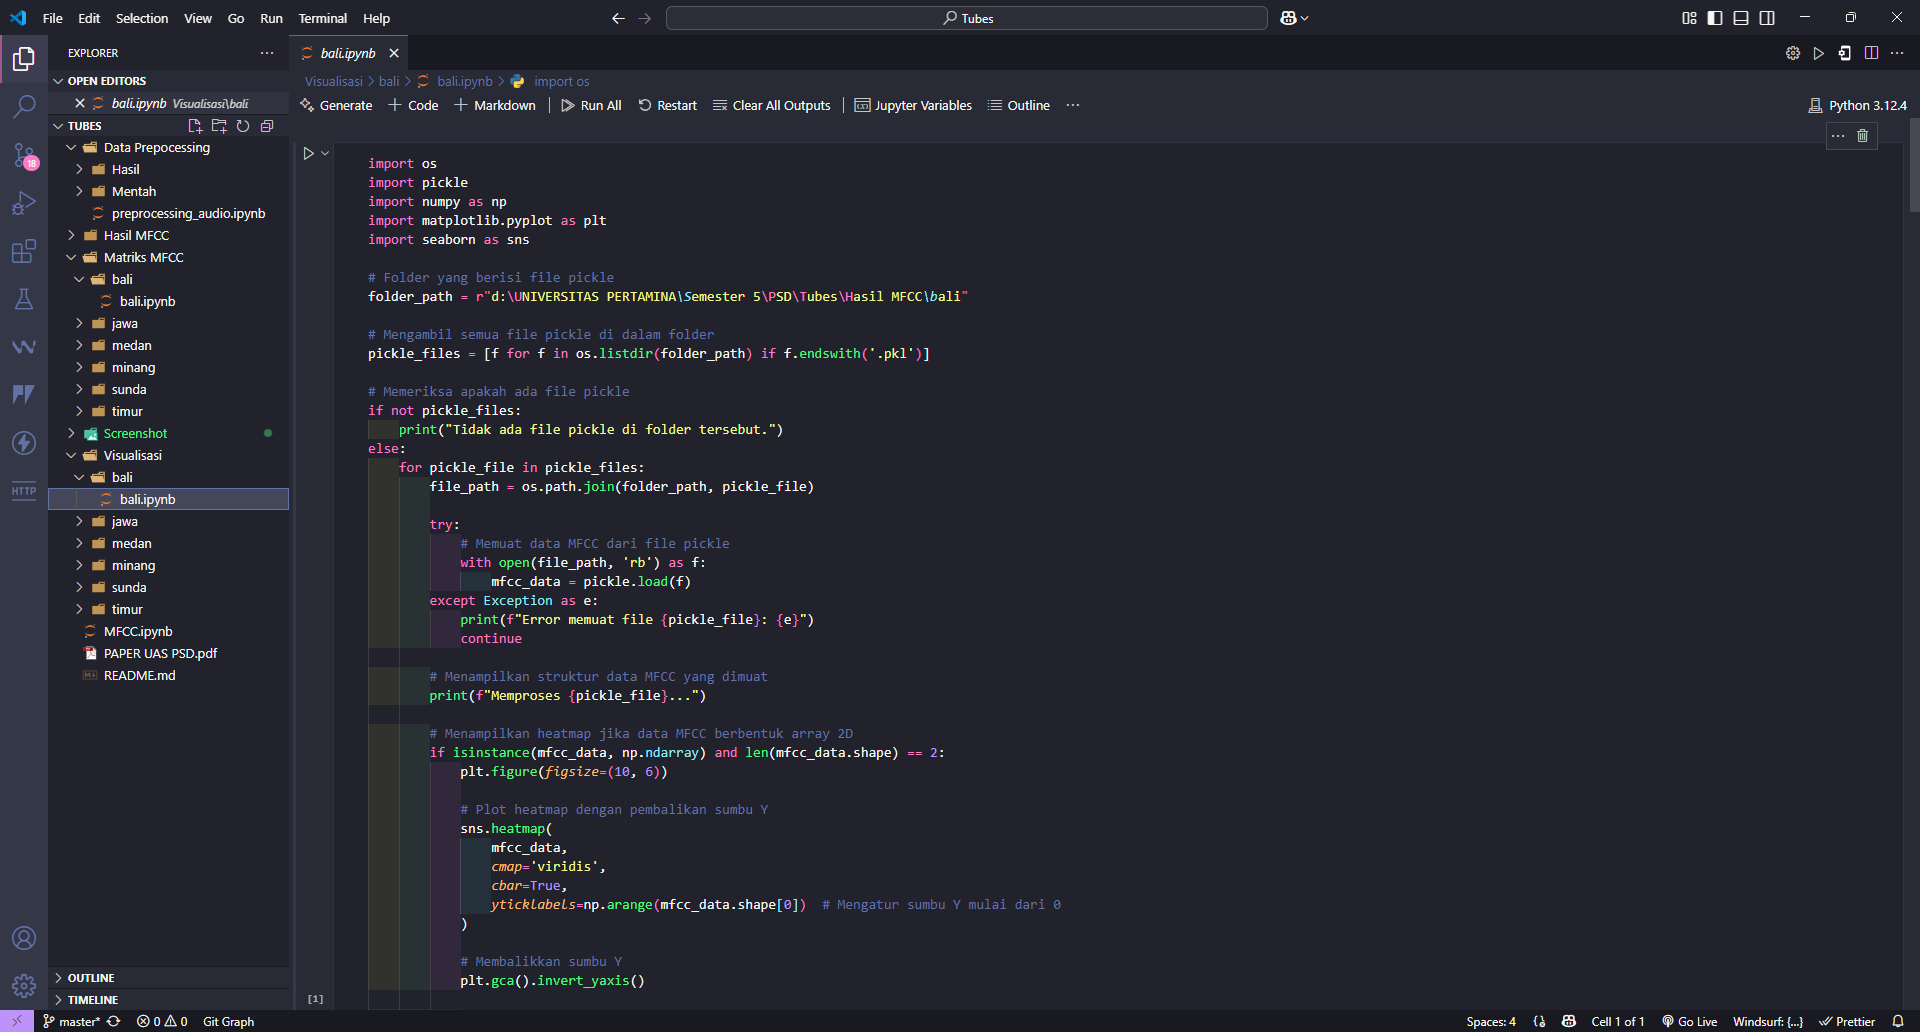 File Edit Selection View Go Run Terminal Help
Tubes
EXPLORER
OPEN EDITORS
bali.ipynb Visualisasi\bali
TUBES
Data Prepocessing
Hasil
Mentah
preprocessing_audio.ipynb
Hasil MFCC
Matriks MFCC
bali
bali.ipynb
jawa
medan
minang
sunda
timur
Screenshot
Visualisasi
bali
bali.ipynb
jawa
medan
minang
sunda
timur
MFCC.ipynb
PAPER UAS PSD.pdf
README.md
OUTLINE
TIMELINE
18
HTTP
bali.ipynb
Visualisasi > bali > bali.ipynb > import os
Generate + Code + Markdown Run All Restart Clear All Outputs Jupyter Variables Outline ...
Python 3.12.4
import os
import pickle
import numpy as np
import matplotlib.pyplot as plt
import seaborn as sns
# Folder yang berisi file pickle
folder_path = r"d:\UNIVERSITAS PERTAMINA\Semester 5\PSD\Tubes\Hasil MFCC\bali"
# Mengambil semua file pickle di dalam folder
pickle_files = [f for f in os.listdir(folder_path) if f.endswith('.pkl')]
# Memeriksa apakah ada file pickle
if not pickle_files:
    print("Tidak ada file pickle di folder tersebut.")
else:
    for pickle_file in pickle_files:
        file_path = os.path.join(folder_path, pickle_file)
        try:
            # Memuat data MFCC dari file pickle
            with open(file_path, 'rb') as f:
                mfcc_data = pickle.load(f)
        except Exception as e:
            print(f"Error memuat file {pickle_file}: {e}")
            continue
        # Menampilkan struktur data MFCC yang dimuat
        print(f"Memproses {pickle_file}...")
        # Menampilkan heatmap jika data MFCC berbentuk array 2D
        if isinstance(mfcc_data, np.ndarray) and len(mfcc_data.shape) == 2:
            plt.figure(figsize=(10, 6))
            # Plot heatmap dengan pembalikan sumbu Y
            sns.heatmap(
                mfcc_data,
                cmap='viridis',
                cbar=True,
                yticklabels=np.arange(mfcc_data.shape[0])  # Mengatur sumbu Y mulai dari 0
            )
            # Membalikkan sumbu Y
            plt.gca().invert_yaxis()
[1]
master* 0 0 Git Graph
Spaces: 4 Cell 1 of 1 Go Live Windsurf: {...} Prettier